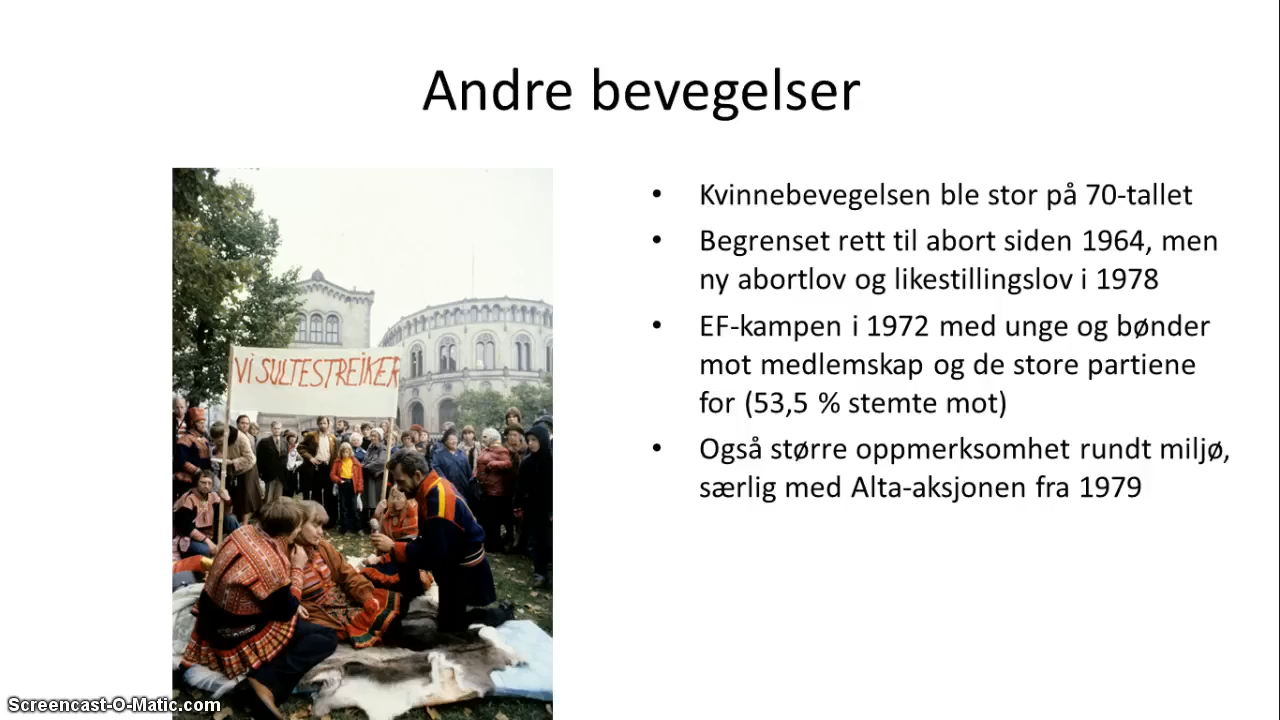 Andre bevegelser
VI SULTESTREIKER
• Kvinnebevegelsen ble stor på 70-tallet
• Begrenset rett til abort siden 1964, men
ny abortlov og likestillingslov i 1978
• EF-kampen i 1972 med unge og bønder
mot medlemskap og de store partiene
for (53,5 % stemte mot)
• Også større oppmerksomhet rundt miljø,
særlig med Alta-aksjonen fra 1979
Screencast-O-Matic.com